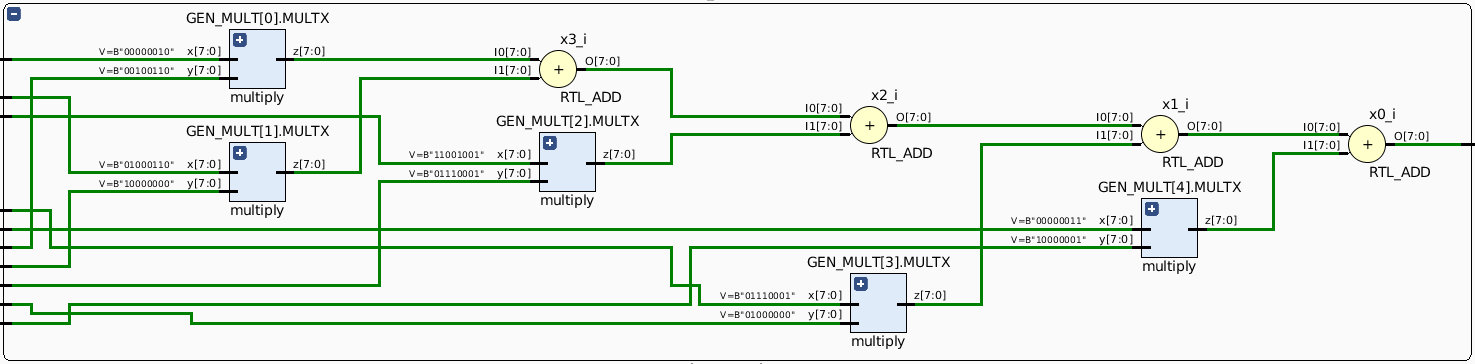 GEN_MULT[0].MULTX
V=B"00000010" x[7:0] z[7:0]
V=B"00100110" y[7:0]
multiply
GEN_MULT[1].MULTX
V=B"01000110" x[7:0] z[7:0]
V=B"10000000" y[7:0]
multiply
x3_i
I0[7:0] O[7:0]
I1[7:0] +
RTL_ADD
GEN_MULT[2].MULTX
V=B"11001001" x[7:0] z[7:0]
V=B"01110001" y[7:0]
multiply
x2_i
I0[7:0] O[7:0]
I1[7:0] +
RTL_ADD
GEN_MULT[3].MULTX
V=B"01110001" x[7:0] z[7:0]
V=B"01000000" y[7:0]
multiply
x1_i
I0[7:0] O[7:0]
I1[7:0] +
RTL_ADD
GEN_MULT[4].MULTX
V=B"00000011" x[7:0] z[7:0]
V=B"10000001" y[7:0]
multiply
x0_i
I0[7:0] O[7:0]
I1[7:0] +
RTL_ADD